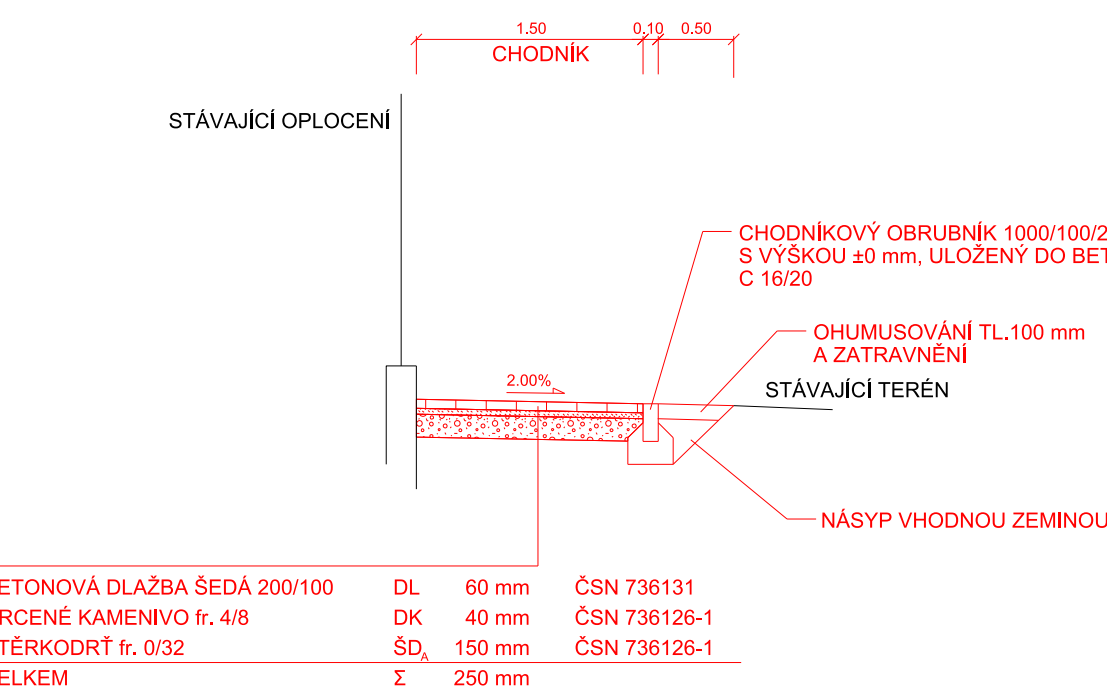 1.50 0.10 0.50
CHODNÍK
STÁVAJÍCÍ OPLOCENÍ
CHODNÍKOVÝ OBRUBNÍK 1000/100/2
S VÝŠKOU ±0 mm, ULOŽENÝ DO BET
C 16/20
OHUMUSOVÁNÍ TL.100 mm
A ZATRAVNĚNÍ
2.00%
STÁVAJÍCÍ TERÉN
NÁSYP VHODNOU ZEMINOU
ETONOVÁ DLAŽBA ŠEDÁ 200/100 DL 60 mm ČSN 736131
RCENÉ KAMENIVO fr. 4/8 DK 40 mm ČSN 736126-1
TĚRKODRŤ fr. 0/32 ŠDA 150 mm ČSN 736126-1
ELKEM Σ 250 mm